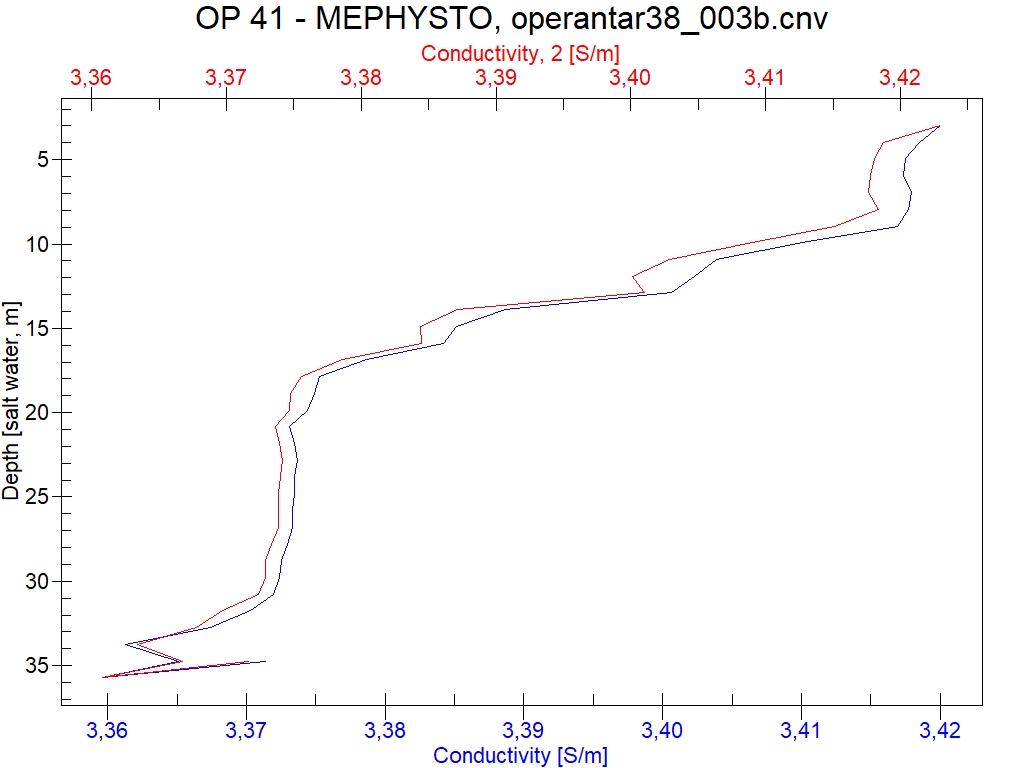 OP 41 - MEPHYSTO, operantar38_003b.cnv
Conductivity, 2 [S/m]
3,36 3,37 3,38 3,39 3,40 3,41 3,42
Depth [salt water, m]
5
10
15
20
25
30
35
3,36 3,37 3,38 3,39 3,40 3,41 3,42
Conductivity [S/m]